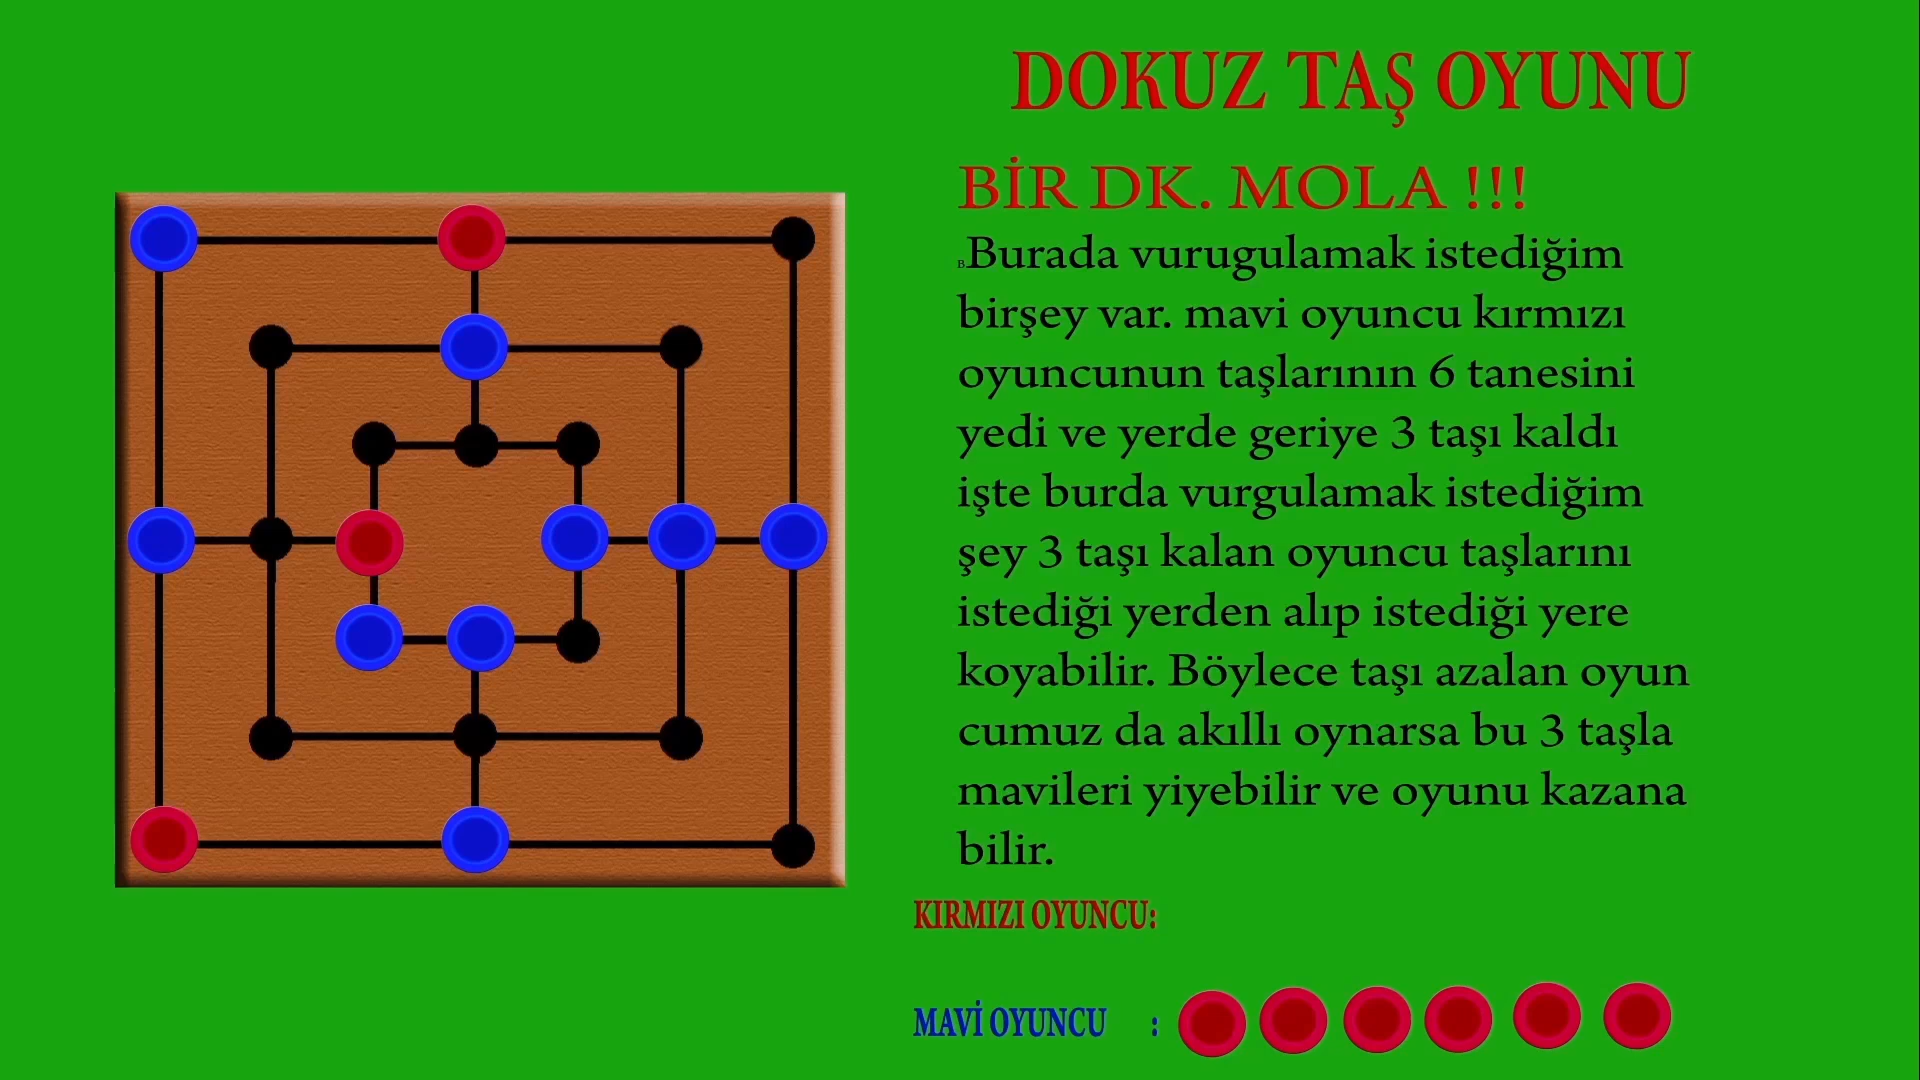 DOKUZ TAŞ OYUNU
BİR DK. MOLA !!!
BBurada vurugulamak istediğim
birşey var. mavi oyuncu kırmızı
oyuncunun taşlarının 6 tanesini
yedi ve yerde geriye 3 taşı kaldı
işte burda vurgulamak istediğim
şey 3 taşı kalan oyuncu taşlarını
istediği yerden alıp istediği yere
koyabilir. Böylece taşı azalan oyun
cumuz da akıllı oynarsa bu 3 taşla
mavileri yiyebilir ve oyunu kazana
bilir.
KIRMIZI OYUNCU:
MAVİ OYUNCU :